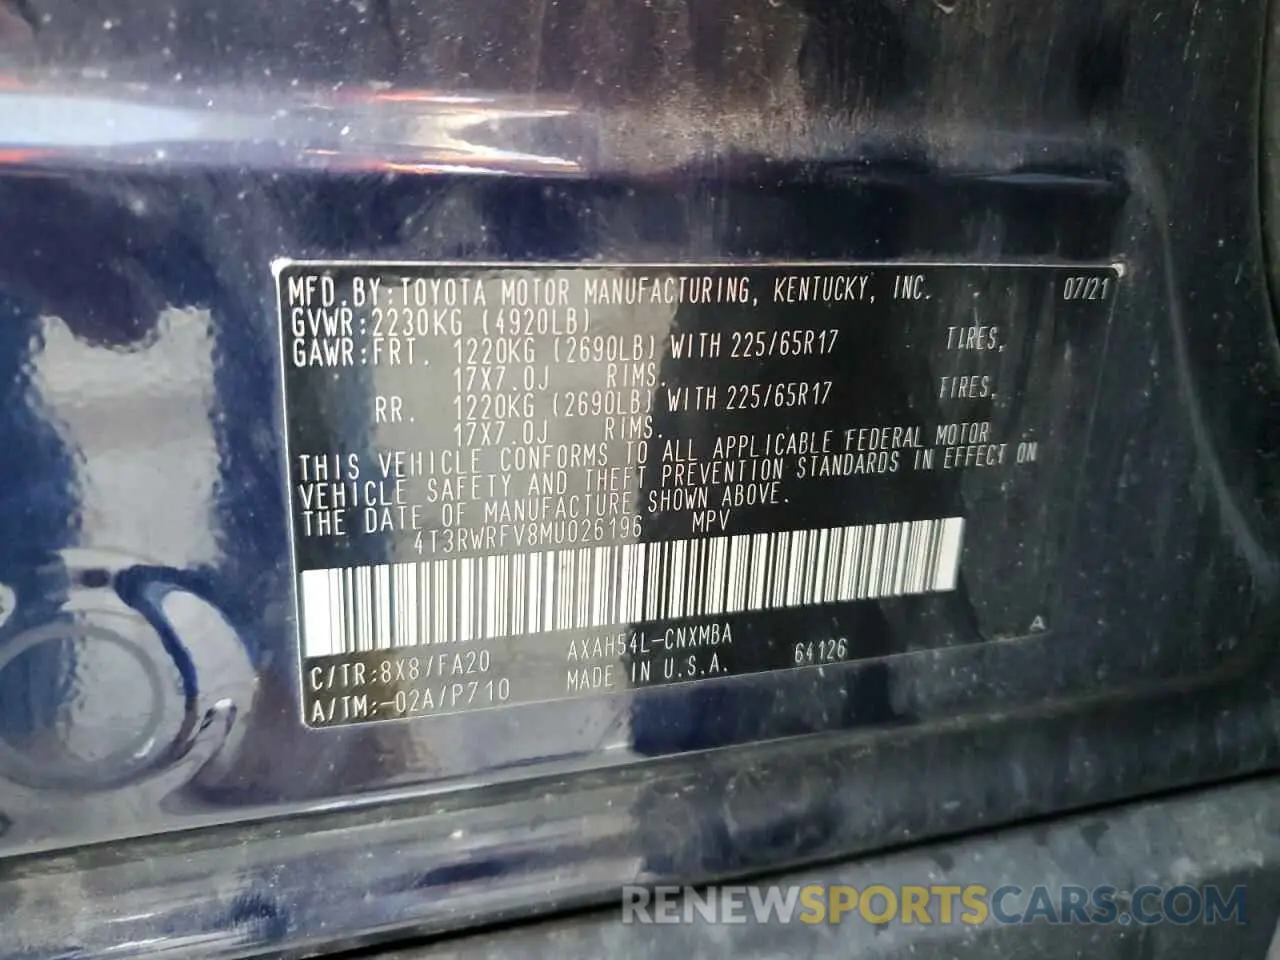 MFD.BY:TOYOTA MOTOR MANUFACTURING, KENTUCKY, INC. 07/21
GVWR:2230KG (4920LB)
GAWR:FRT. 1220KG (2690LB) WITH 225/65R17 TIRES,
17X7.0J RIMS.
RR. 1220KG (2690LB) WITH 225/65R17 TIRES,
17X7.0J RIMS.
THIS VEHICLE CONFORMS TO ALL APPLICABLE FEDERAL MOTOR
VEHICLE SAFETY AND THEFT PREVENTION STANDARDS IN EFFECT ON
THE DATE OF MANUFACTURE SHOWN ABOVE.
4T3RWRFV8MU026196 MPV
A
C/TR:8X8/FA20 AXAH54L-CNXMBA
A/TM:-02A/P710 MADE IN U.S.A. 64126
RENEWSPORTSCARS.COM